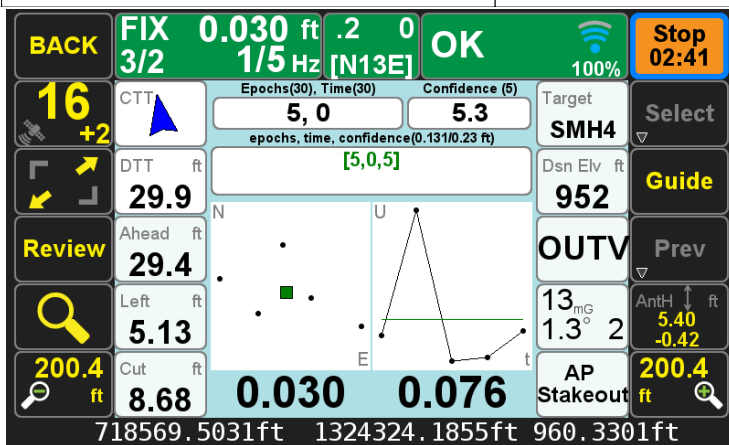 BACK
FIX 0.030 ft
3/2 1/5 Hz
.2 0
[N13E]
OK
100%
Stop
02:41
16
+2
CTT
Epochs(30), Time(30)
5, 0
Confidence (5)
5.3
Target
SMH4
Select
epochs, time, confidence(0.131/0.23 ft)
[5,0,5]
DTT ft
29.9
Dsn Elv ft
952
Guide
Review
Ahead ft
29.4
N
E
U
t
OUTV
Prev
Left ft
5.13
13mG
1.3° 2
AntH ft
5.40
-0.42
200.4
ft
Cut ft
8.68
0.030
0.076
AP
Stakeout
200.4
ft
718569.5031ft 1324324.1855ft 960.3301ft